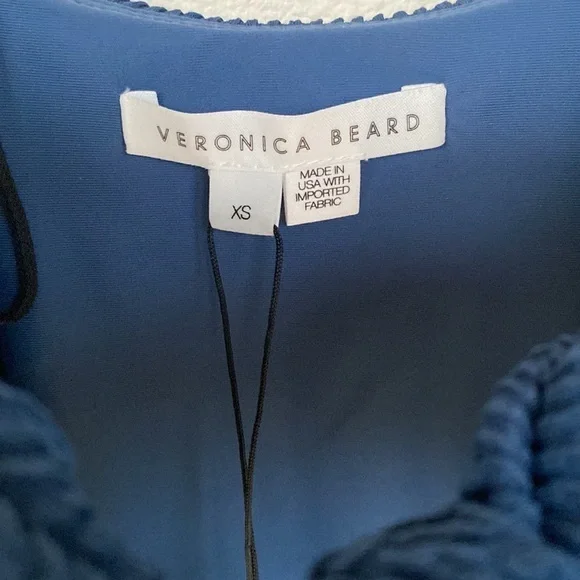 VERONICA BEARD
XS
MADE IN
USA WITH
IMPORTED
FABRIC